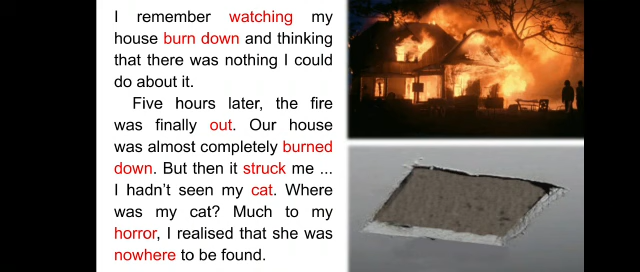 I remember watching my
house burn down and thinking
that there was nothing I could
do about it.
Five hours later, the fire
was finally out. Our house
was almost completely burned
down. But then it struck me ...
I hadn't seen my cat. Where
was my cat? Much to my
horror, I realised that she was
nowhere to be found.